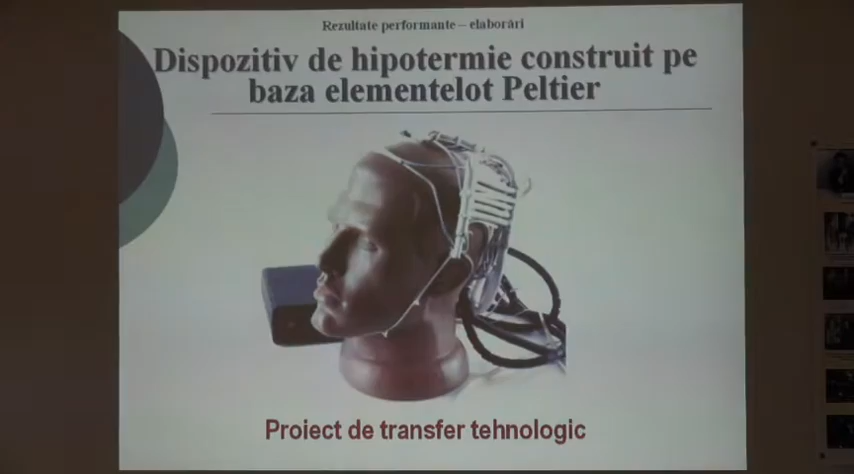 Rezultate performante – elaborări
Dispozitiv de hipotermie construit pe
baza elementelot Peltier
Proiect de transfer tehnologic